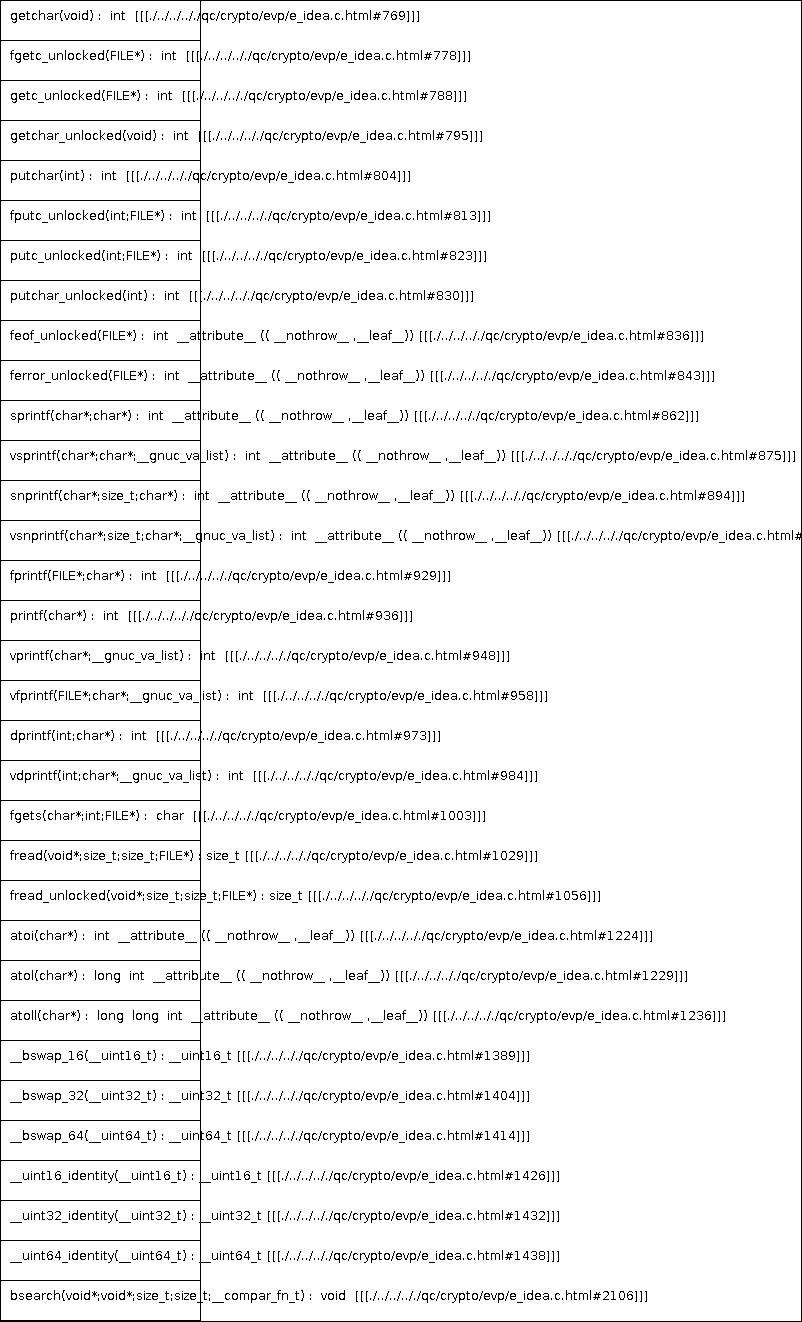 getchar(void) : int [[[./../../../qc/crypto/evp/e_idea.c.html#769]]]
fgetc_unlocked(FILE*) : int [[[./../../../qc/crypto/evp/e_idea.c.html#778]]]
getc_unlocked(FILE*) : int [[[./../../../qc/crypto/evp/e_idea.c.html#788]]]
getchar_unlocked(void) : int [[[./../../../qc/crypto/evp/e_idea.c.html#795]]]
putchar(int) : int [[[./../../../qc/crypto/evp/e_idea.c.html#804]]]
fputc_unlocked(int;FILE*) : int [[[./../../../qc/crypto/evp/e_idea.c.html#813]]]
putc_unlocked(int;FILE*) : int [[[./../../../qc/crypto/evp/e_idea.c.html#823]]]
putchar_unlocked(int) : int [[[./../../../qc/crypto/evp/e_idea.c.html#830]]]
feof_unlocked(FILE*) : int __attribute__ (( __nothrow__ ,__leaf__)) [[[./../../../qc/crypto/evp/e_idea.c.html#836]]]
ferror_unlocked(FILE*) : int __attribute__ (( __nothrow__ ,__leaf__)) [[[./../../../qc/crypto/evp/e_idea.c.html#843]]]
sprintf(char*;char*) : int __attribute__ (( __nothrow__ ,__leaf__)) [[[./../../../qc/crypto/evp/e_idea.c.html#862]]]
vsprintf(char*;char*;__gnuc_va_list) : int __attribute__ (( __nothrow__ ,__leaf__)) [[[./../../../qc/crypto/evp/e_idea.c.html#875]]]
snprintf(char*;size_t;char*) : int __attribute__ (( __nothrow__ ,__leaf__)) [[[./../../../qc/crypto/evp/e_idea.c.html#894]]]
vsnprintf(char*;size_t;char*;__gnuc_va_list) : int __attribute__ (( __nothrow__ ,__leaf__)) [[[./../../../qc/crypto/evp/e_idea.c.html#
fprintf(FILE*;char*) : int [[[./../../../qc/crypto/evp/e_idea.c.html#929]]]
printf(char*) : int [[[./../../../qc/crypto/evp/e_idea.c.html#936]]]
vprintf(char*;__gnuc_va_list) : int [[[./../../../qc/crypto/evp/e_idea.c.html#948]]]
vfprintf(FILE*;char*;__gnuc_va_list) : int [[[./../../../qc/crypto/evp/e_idea.c.html#958]]]
dprintf(int;char*) : int [[[./../../../qc/crypto/evp/e_idea.c.html#973]]]
vdprintf(int;char*;__gnuc_va_list) : int [[[./../../../qc/crypto/evp/e_idea.c.html#984]]]
fgets(char*;int;FILE*) : char [[[./../../../qc/crypto/evp/e_idea.c.html#1003]]]
fread(void*;size_t;size_t;FILE*) : size_t [[[./../../../qc/crypto/evp/e_idea.c.html#1029]]]
fread_unlocked(void*;size_t;size_t;FILE*) : size_t [[[./../../../qc/crypto/evp/e_idea.c.html#1056]]]
atoi(char*) : int __attribute__ (( __nothrow__ ,__leaf__)) [[[./../../../qc/crypto/evp/e_idea.c.html#1224]]]
atol(char*) : long int __attribute__ (( __nothrow__ ,__leaf__)) [[[./../../../qc/crypto/evp/e_idea.c.html#1229]]]
atoll(char*) : long long int __attribute__ (( __nothrow__ ,__leaf__)) [[[./../../../qc/crypto/evp/e_idea.c.html#1236]]]
__bswap_16(__uint16_t) : __uint16_t [[[./../../../qc/crypto/evp/e_idea.c.html#1389]]]
__bswap_32(__uint32_t) : __uint32_t [[[./../../../qc/crypto/evp/e_idea.c.html#1404]]]
__bswap_64(__uint64_t) : __uint64_t [[[./../../../qc/crypto/evp/e_idea.c.html#1414]]]
__uint16_identity(__uint16_t) : __uint16_t [[[./../../../qc/crypto/evp/e_idea.c.html#1426]]]
__uint32_identity(__uint32_t) : __uint32_t [[[./../../../qc/crypto/evp/e_idea.c.html#1432]]]
__uint64_identity(__uint64_t) : __uint64_t [[[./../../../qc/crypto/evp/e_idea.c.html#1438]]]
bsearch(void*;void*;size_t;size_t;__compar_fn_t) : void [[[./../../../qc/crypto/evp/e_idea.c.html#2106]]]